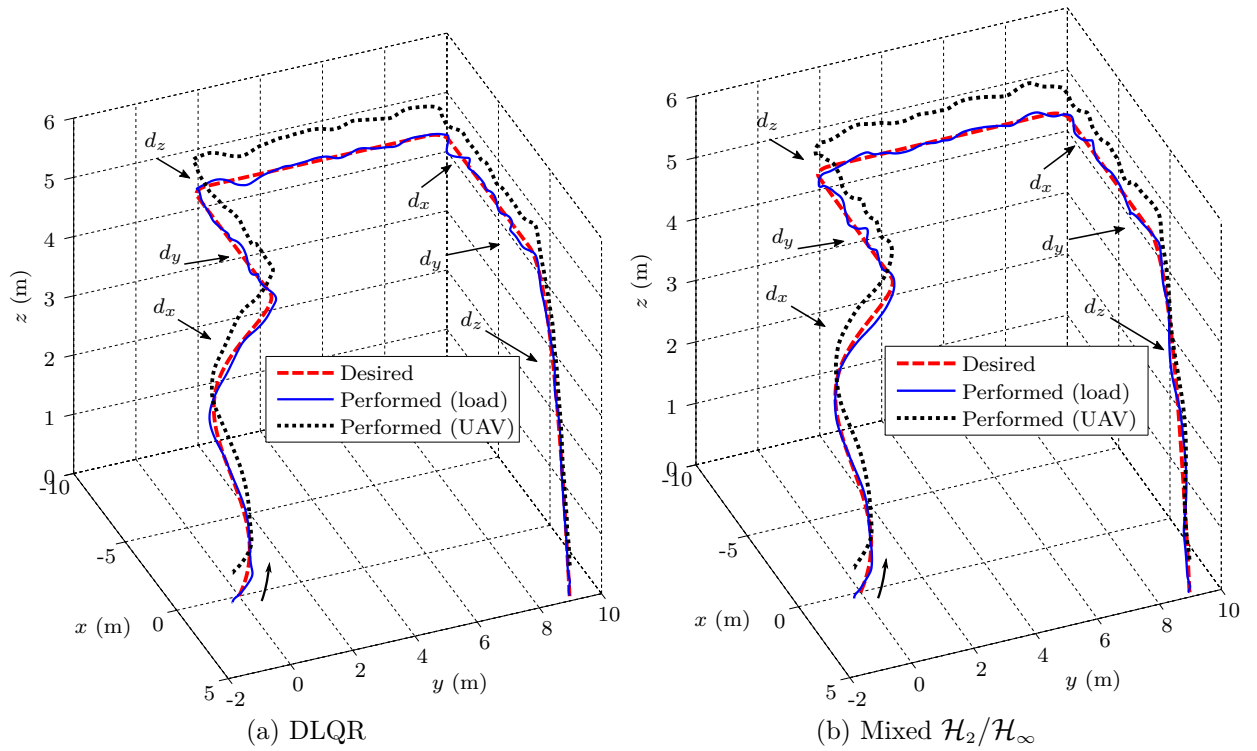 6
5
4
3
2
1
0
z (m)
-10
-5
0
5
x (m)
-2
0
2
4
6
8
10
y (m)
d_z
d_y
d_x
d_x
d_y
d_z
Desired
Performed (load)
Performed (UAV)
(a) DLQR
6
5
4
3
2
1
0
z (m)
-10
-5
0
5
x (m)
-2
0
2
4
6
8
10
y (m)
d_z
d_y
d_x
d_x
d_y
d_z
Desired
Performed (load)
Performed (UAV)
(b) Mixed ℋ₂/ℋ∞